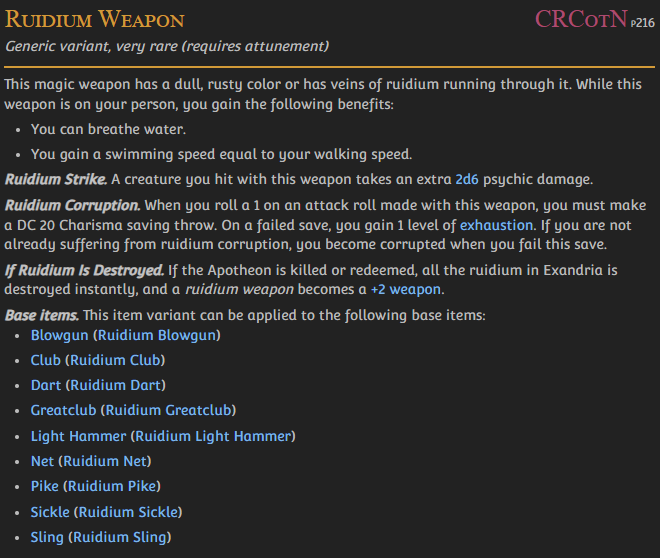 Ruidium Weapon CRCotN p216
Generic variant, very rare (requires attunement)
This magic weapon has a dull, rusty color or has veins of ruidium running through it. While this
weapon is on your person, you gain the following benefits:
• You can breathe water.
• You gain a swimming speed equal to your walking speed.
Ruidium Strike. A creature you hit with this weapon takes an extra 2d6 psychic damage.
Ruidium Corruption. When you roll a 1 on an attack roll made with this weapon, you must make
a DC 20 Charisma saving throw. On a failed save, you gain 1 level of exhaustion. If you are not
already suffering from ruidium corruption, you become corrupted when you fail this save.
If Ruidium Is Destroyed. If the Apotheon is killed or redeemed, all the ruidium in Exandria is
destroyed instantly, and a ruidium weapon becomes a +2 weapon.
Base items. This item variant can be applied to the following base items:
• Blowgun (Ruidium Blowgun)
• Club (Ruidium Club)
• Dart (Ruidium Dart)
• Greatclub (Ruidium Greatclub)
• Light Hammer (Ruidium Light Hammer)
• Net (Ruidium Net)
• Pike (Ruidium Pike)
• Sickle (Ruidium Sickle)
• Sling (Ruidium Sling)